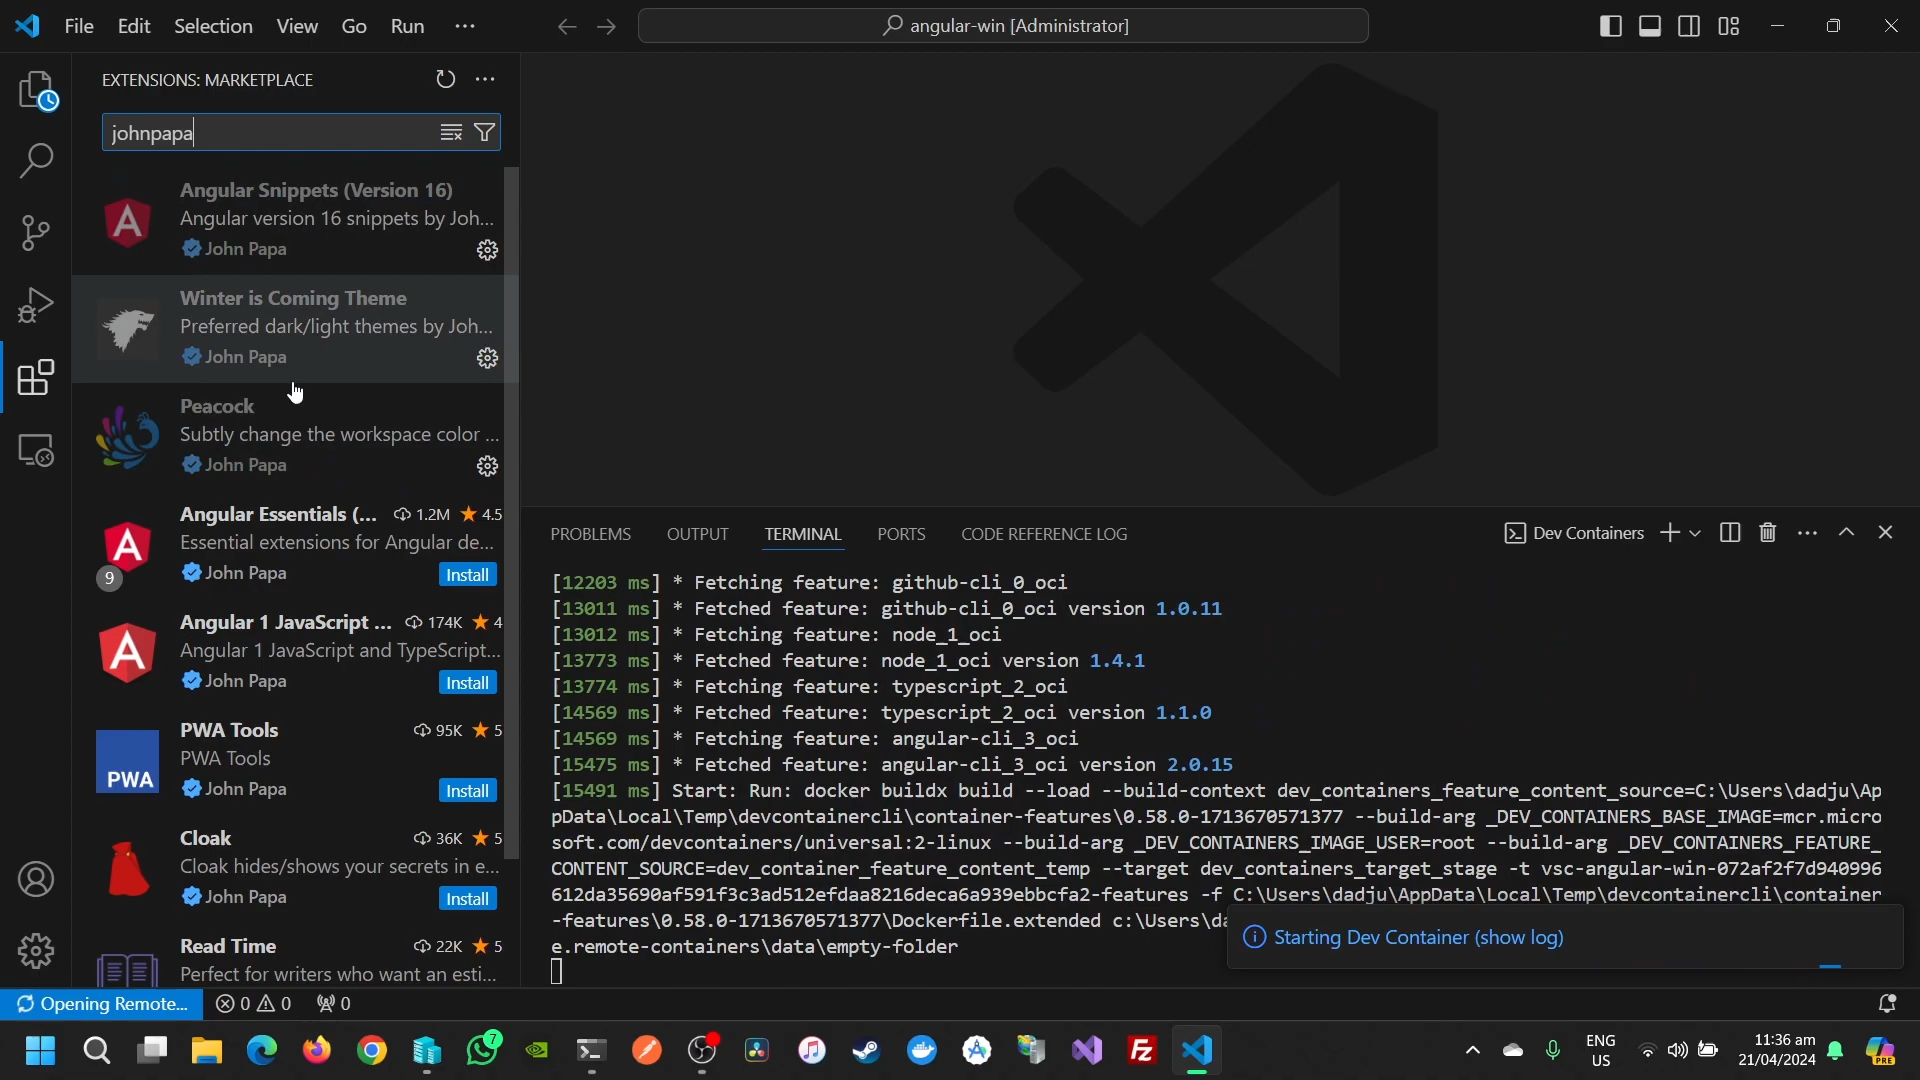 File Edit Selection View Go Run ···
angular-win [Administrator]
EXTENSIONS: MARKETPLACE
johnpapa
Angular Snippets (Version 16)
Angular version 16 snippets by Joh...
John Papa
Winter is Coming Theme
Preferred dark/light themes by Joh...
John Papa
Peacock
Subtly change the workspace color ...
John Papa
Angular Essentials (... 1.2M 4.5
Essential extensions for Angular de...
9
John Papa Install
Angular 1 JavaScript ... 174K 4
Angular 1 JavaScript and TypeScript...
John Papa Install
PWA Tools 95K 5
PWA Tools
PWA
John Papa Install
Cloak 36K 5
Cloak hides/shows your secrets in e...
John Papa Install
Read Time 22K 5
Perfect for writers who want an esti...
PROBLEMS OUTPUT TERMINAL PORTS CODE REFERENCE LOG
Dev Containers
[12203 ms] * Fetching feature: github-cli_0_oci
[13011 ms] * Fetched feature: github-cli_0_oci version 1.0.11
[13012 ms] * Fetching feature: node_1_oci
[13773 ms] * Fetched feature: node_1_oci version 1.4.1
[13774 ms] * Fetching feature: typescript_2_oci
[14569 ms] * Fetched feature: typescript_2_oci version 1.1.0
[14569 ms] * Fetching feature: angular-cli_3_oci
[15475 ms] * Fetched feature: angular-cli_3_oci version 2.0.15
[15491 ms] Start: Run: docker buildx build --load --build-context dev_containers_feature_content_source=C:\Users\dadju\Ap
pData\Local\Temp\devcontainercli\container-features\0.58.0-1713670571377 --build-arg _DEV_CONTAINERS_BASE_IMAGE=mcr.micro
soft.com/devcontainers/universal:2-linux --build-arg _DEV_CONTAINERS_IMAGE_USER=root --build-arg _DEV_CONTAINERS_FEATURE_
CONTENT_SOURCE=dev_container_feature_content_temp --target dev_containers_target_stage -t vsc-angular-win-072af2f7d940996
612da35690af591f3c3ad512efdaa8216deca6a939ebbcfa2-features -f C:\Users\dadju\AppData\Local\Temp\devcontainercli\container
-features\0.58.0-1713670571377\Dockerfile.extended c:\Users\da
e.remote-containers\data\empty-folder
Starting Dev Container (show log)
Opening Remote... 0 0 0
7
PRE
ENG
US
11:36 am
21/04/2024